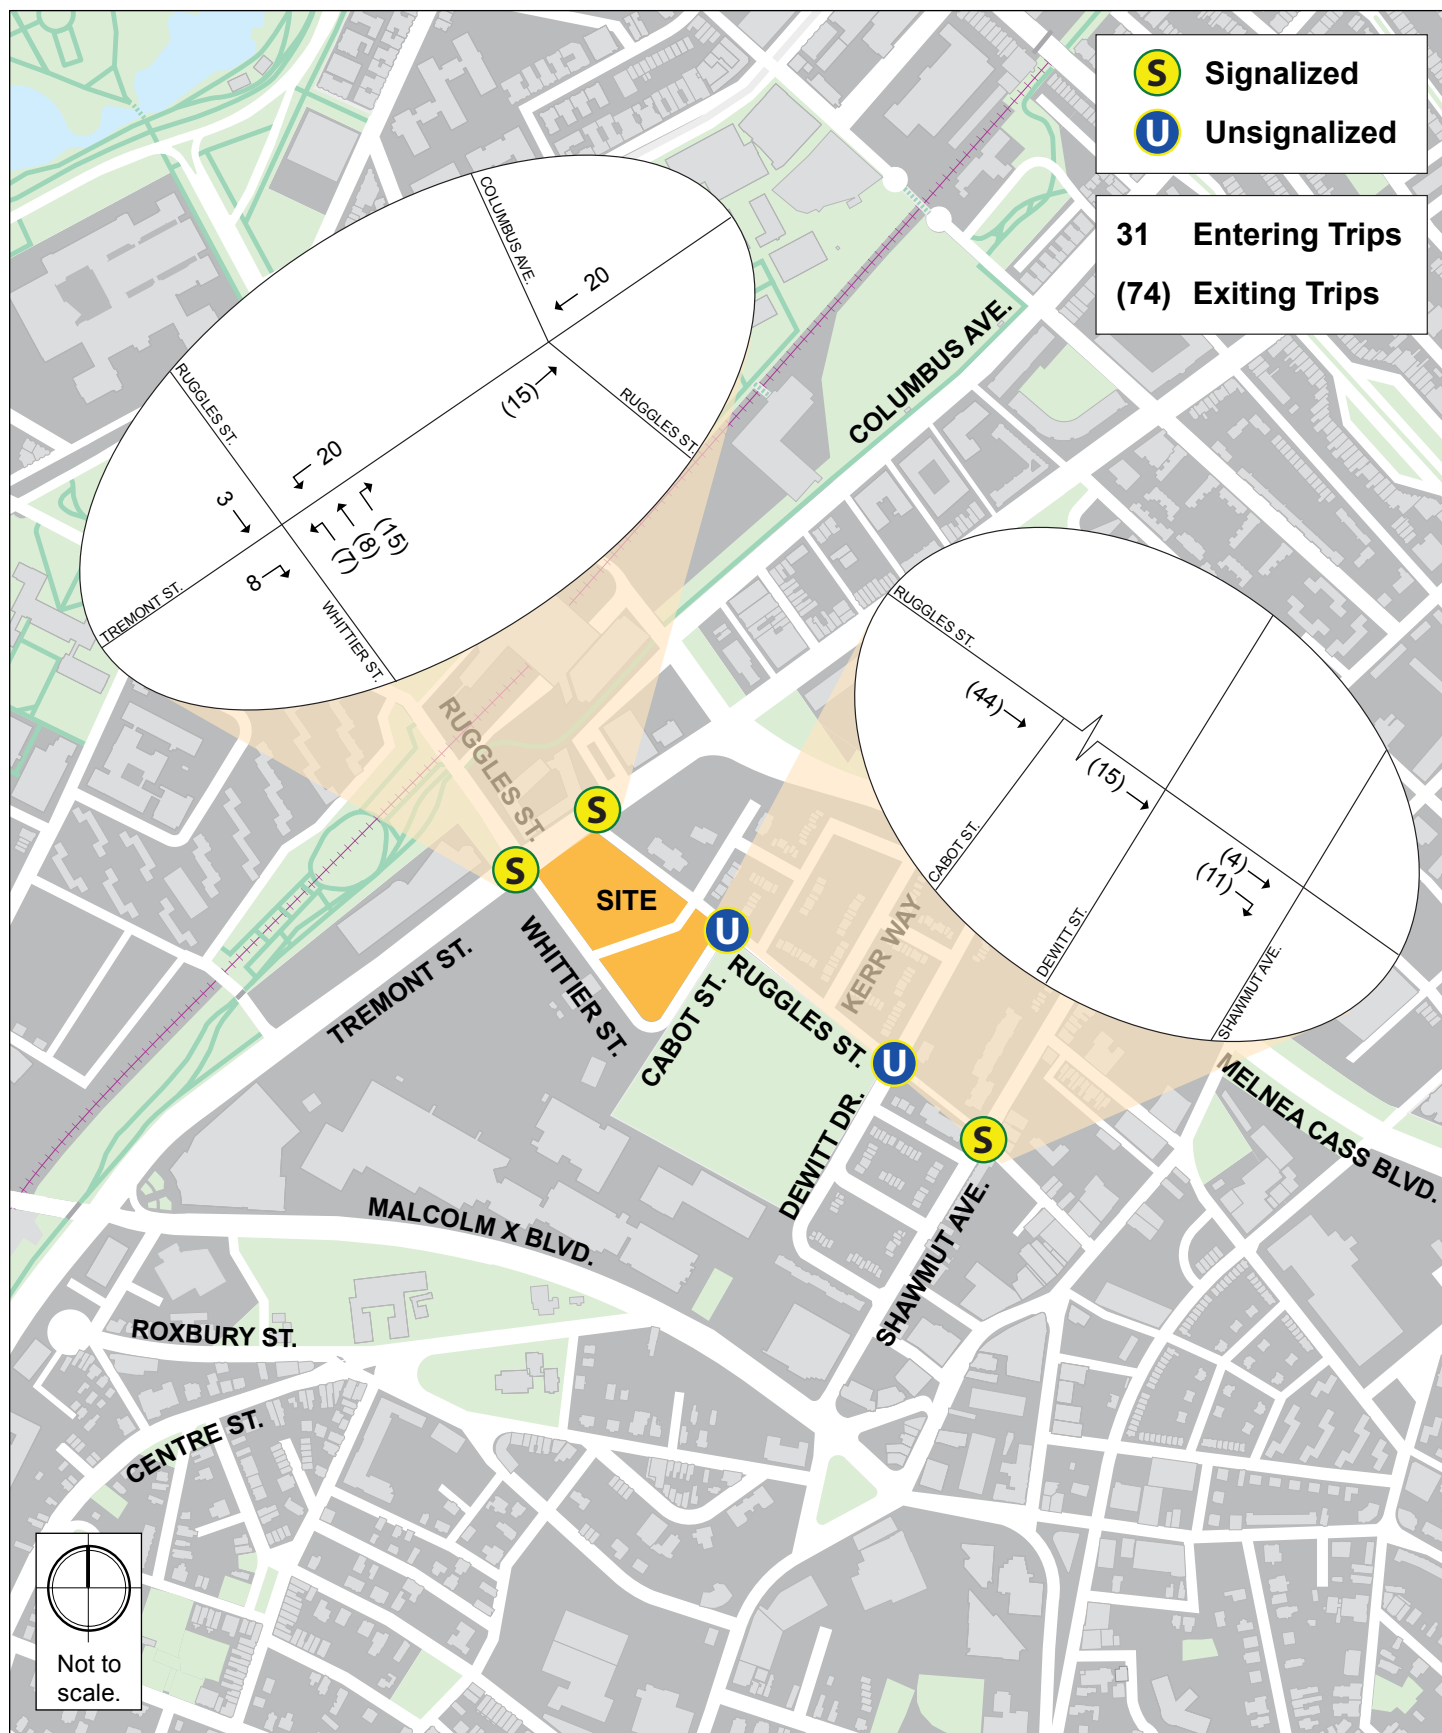 S Signalized
U Unsignalized
31 Entering Trips
(74) Exiting Trips
COLUMBUS AVE.
20
(15)
RUGGLES ST.
RUGGLES ST.
20
3
(15)
(8)
(7)
8
TREMONT ST.
WHITTIER ST.
COLUMBUS AVE.
RUGGLES ST.
(44)
(15)
CABOT ST.
(4)
(11)
DEWITT ST.
SHAWMUT AVE.
RUGGLES ST.
S
S
SITE
U
WHITTIER ST.
TREMONT ST.
CABOT ST.
RUGGLES ST.
KERR WAY
U
DEWITT DR.
S
MELNEA CASS BLVD.
SHAWMUT AVE.
MALCOLM X BLVD.
ROXBURY ST.
CENTRE ST.
Not to
scale.